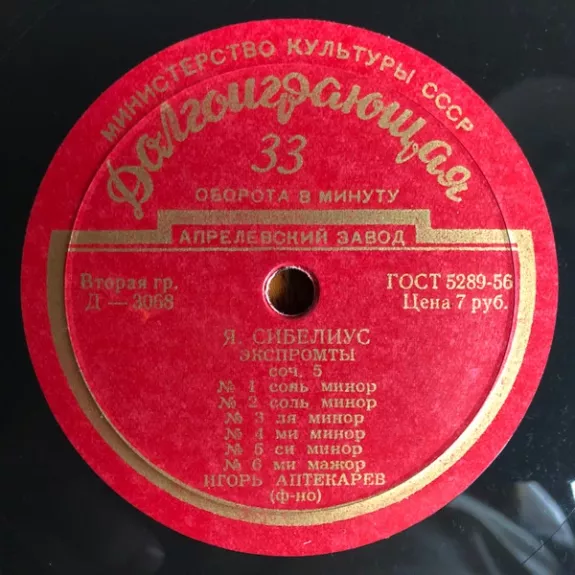 МИНИСТЕРСТВО КУЛЬТУРЫ СССР
Долгоиграющая
33
ОБОРОТА В МИНУТУ
АПРЕЛЕВСКИЙ ЗАВОД
Вторая гр.
Д — 3068
ГОСТ 5289-56
Цена 7 руб.
Я. СИБЕЛИУС
ЭКСПРОМТЫ
соч. 5
№ 1 соль минор
№ 2 соль минор
№ 3 ля минор
№ 4 ми минор
№ 5 си минор
№ 6 ми мажор
ИГОРЬ АПТЕКАРЕВ
(ф-но)